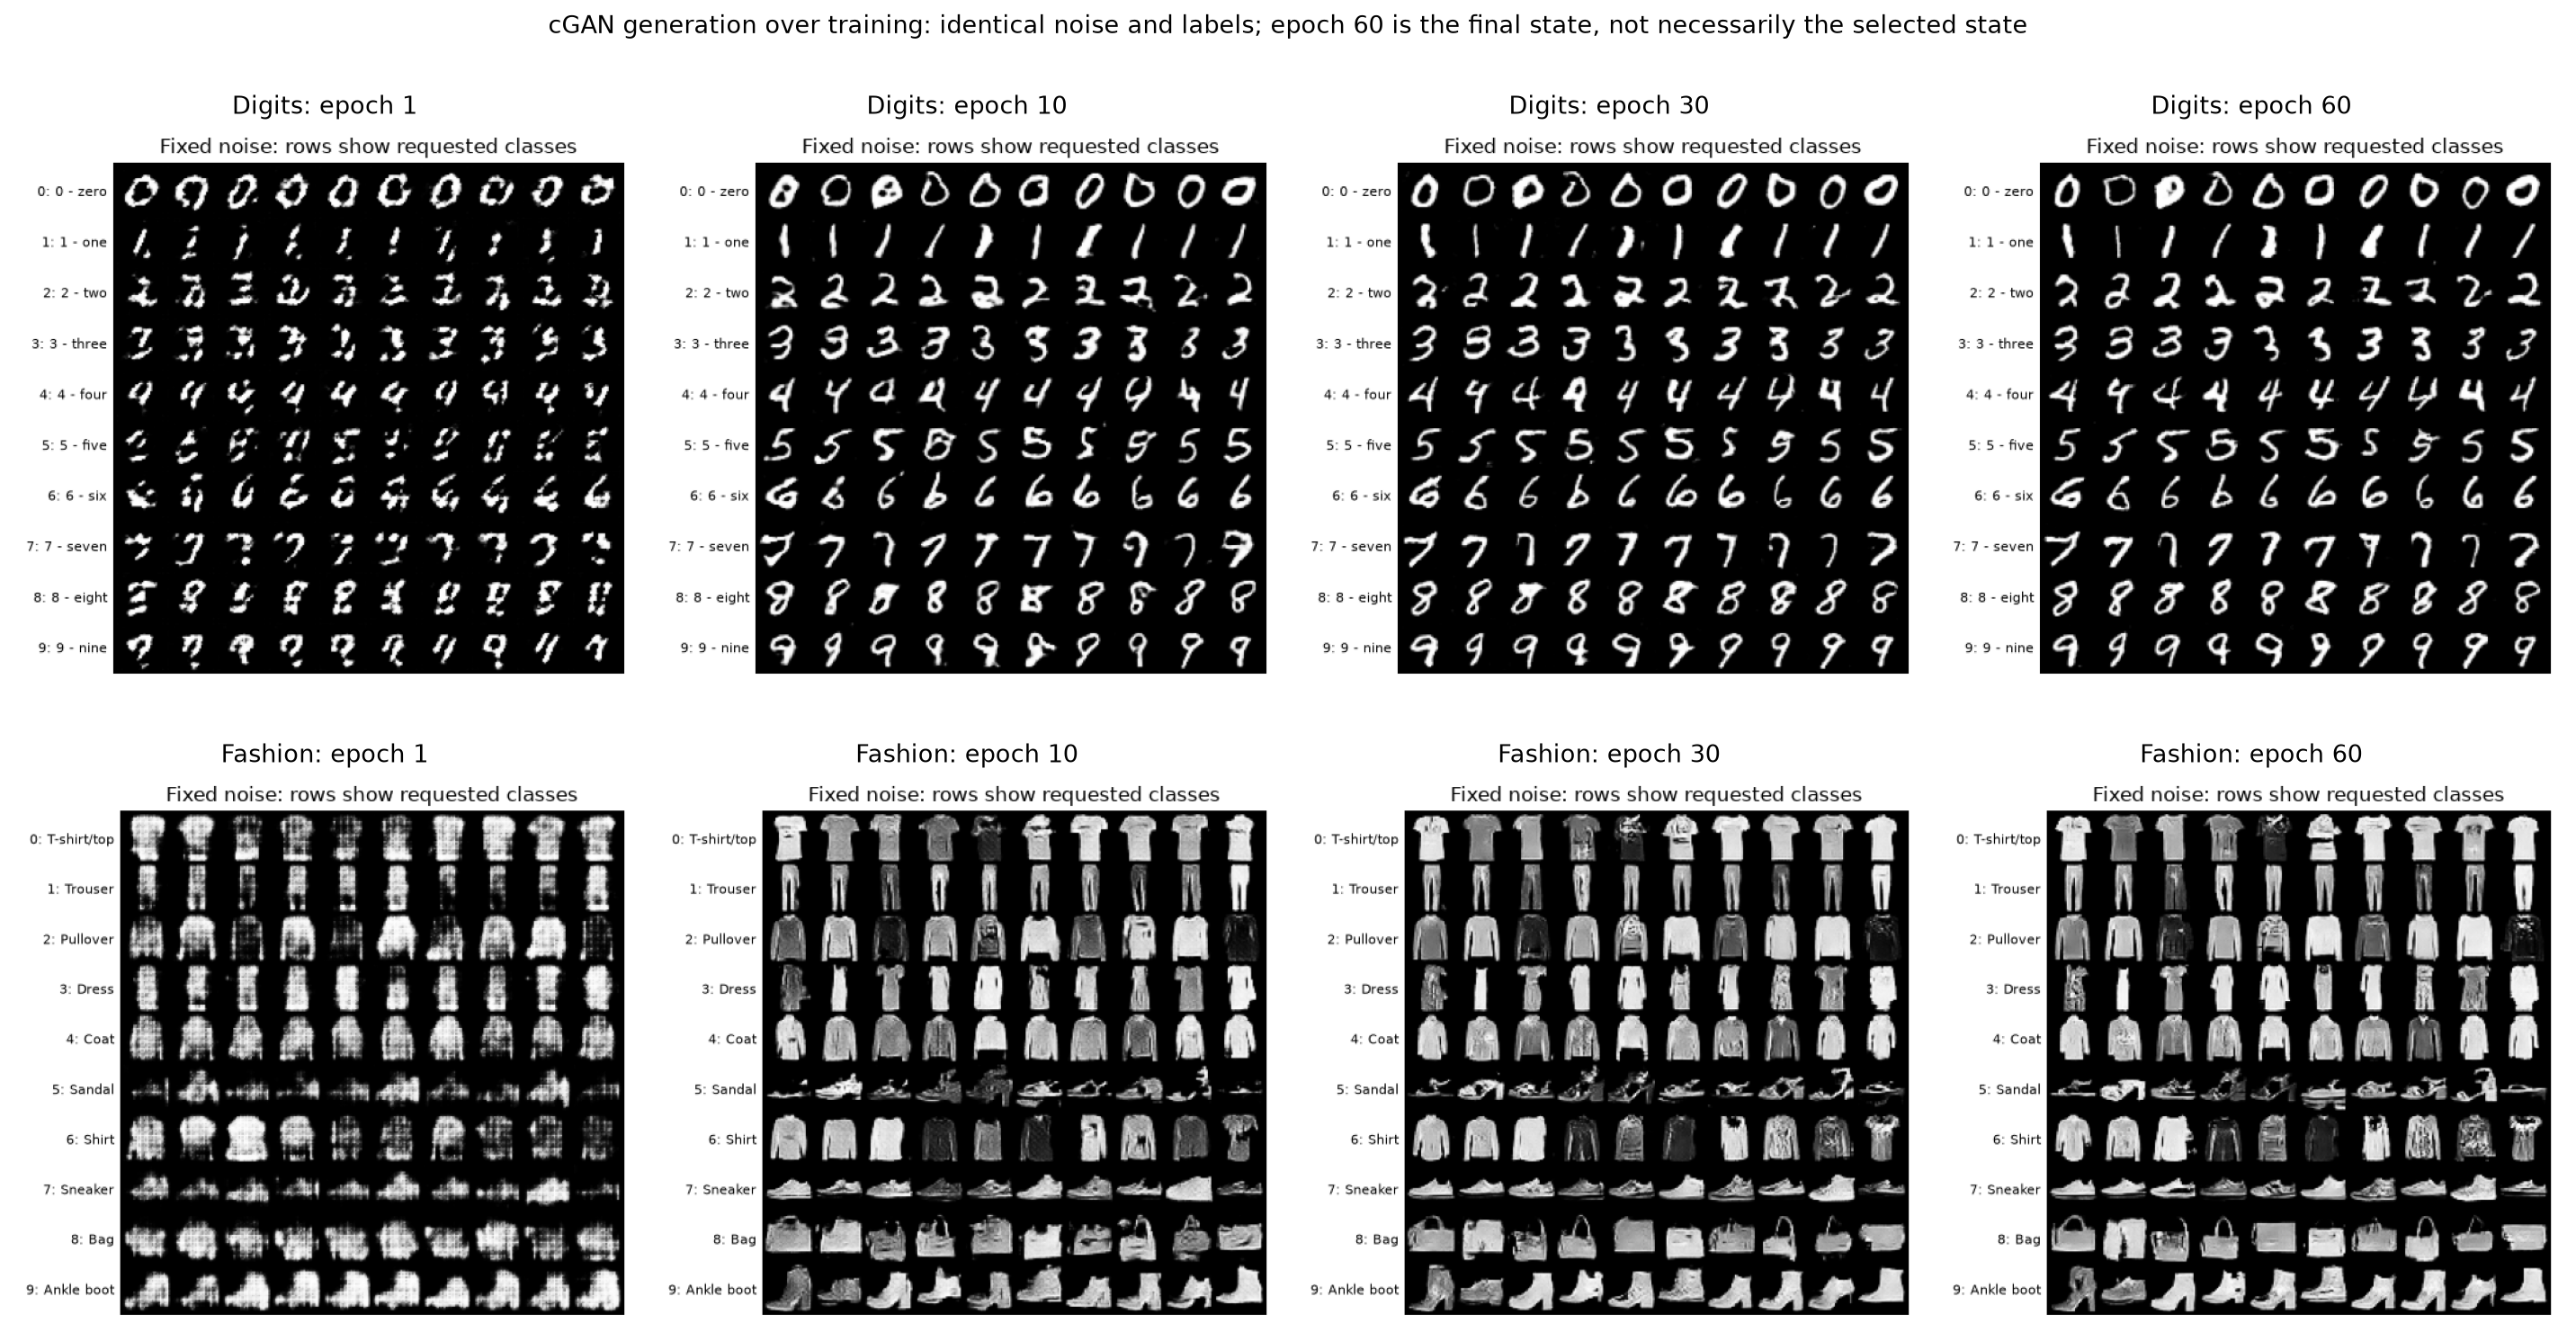 cGAN generation over training: identical noise and labels; epoch 60 is the final state, not necessarily the selected state
Digits: epoch 1
Fixed noise: rows show requested classes
0: 0 - zero
1: 1 - one
2: 2 - two
3: 3 - three
4: 4 - four
5: 5 - five
6: 6 - six
7: 7 - seven
8: 8 - eight
9: 9 - nine
Digits: epoch 10
Fixed noise: rows show requested classes
0: 0 - zero
1: 1 - one
2: 2 - two
3: 3 - three
4: 4 - four
5: 5 - five
6: 6 - six
7: 7 - seven
8: 8 - eight
9: 9 - nine
Digits: epoch 30
Fixed noise: rows show requested classes
0: 0 - zero
1: 1 - one
2: 2 - two
3: 3 - three
4: 4 - four
5: 5 - five
6: 6 - six
7: 7 - seven
8: 8 - eight
9: 9 - nine
Digits: epoch 60
Fixed noise: rows show requested classes
0: 0 - zero
1: 1 - one
2: 2 - two
3: 3 - three
4: 4 - four
5: 5 - five
6: 6 - six
7: 7 - seven
8: 8 - eight
9: 9 - nine
Fashion: epoch 1
Fixed noise: rows show requested classes
0: T-shirt/top
1: Trouser
2: Pullover
3: Dress
4: Coat
5: Sandal
6: Shirt
7: Sneaker
8: Bag
9: Ankle boot
Fashion: epoch 10
Fixed noise: rows show requested classes
0: T-shirt/top
1: Trouser
2: Pullover
3: Dress
4: Coat
5: Sandal
6: Shirt
7: Sneaker
8: Bag
9: Ankle boot
Fashion: epoch 30
Fixed noise: rows show requested classes
0: T-shirt/top
1: Trouser
2: Pullover
3: Dress
4: Coat
5: Sandal
6: Shirt
7: Sneaker
8: Bag
9: Ankle boot
Fashion: epoch 60
Fixed noise: rows show requested classes
0: T-shirt/top
1: Trouser
2: Pullover
3: Dress
4: Coat
5: Sandal
6: Shirt
7: Sneaker
8: Bag
9: Ankle boot